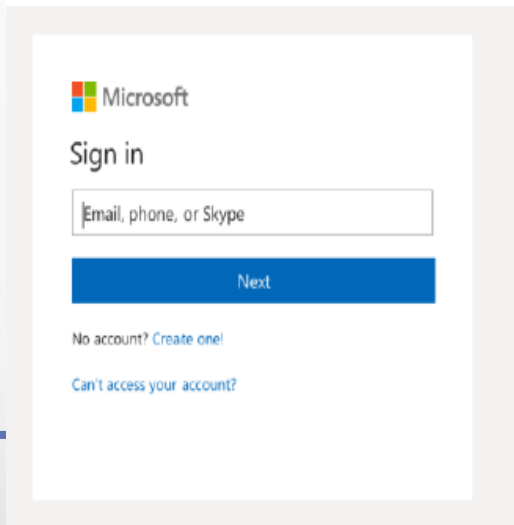 Microsoft
Sign in
Email, phone, or Skype
Next
No account? Create one!
Can't access your account?